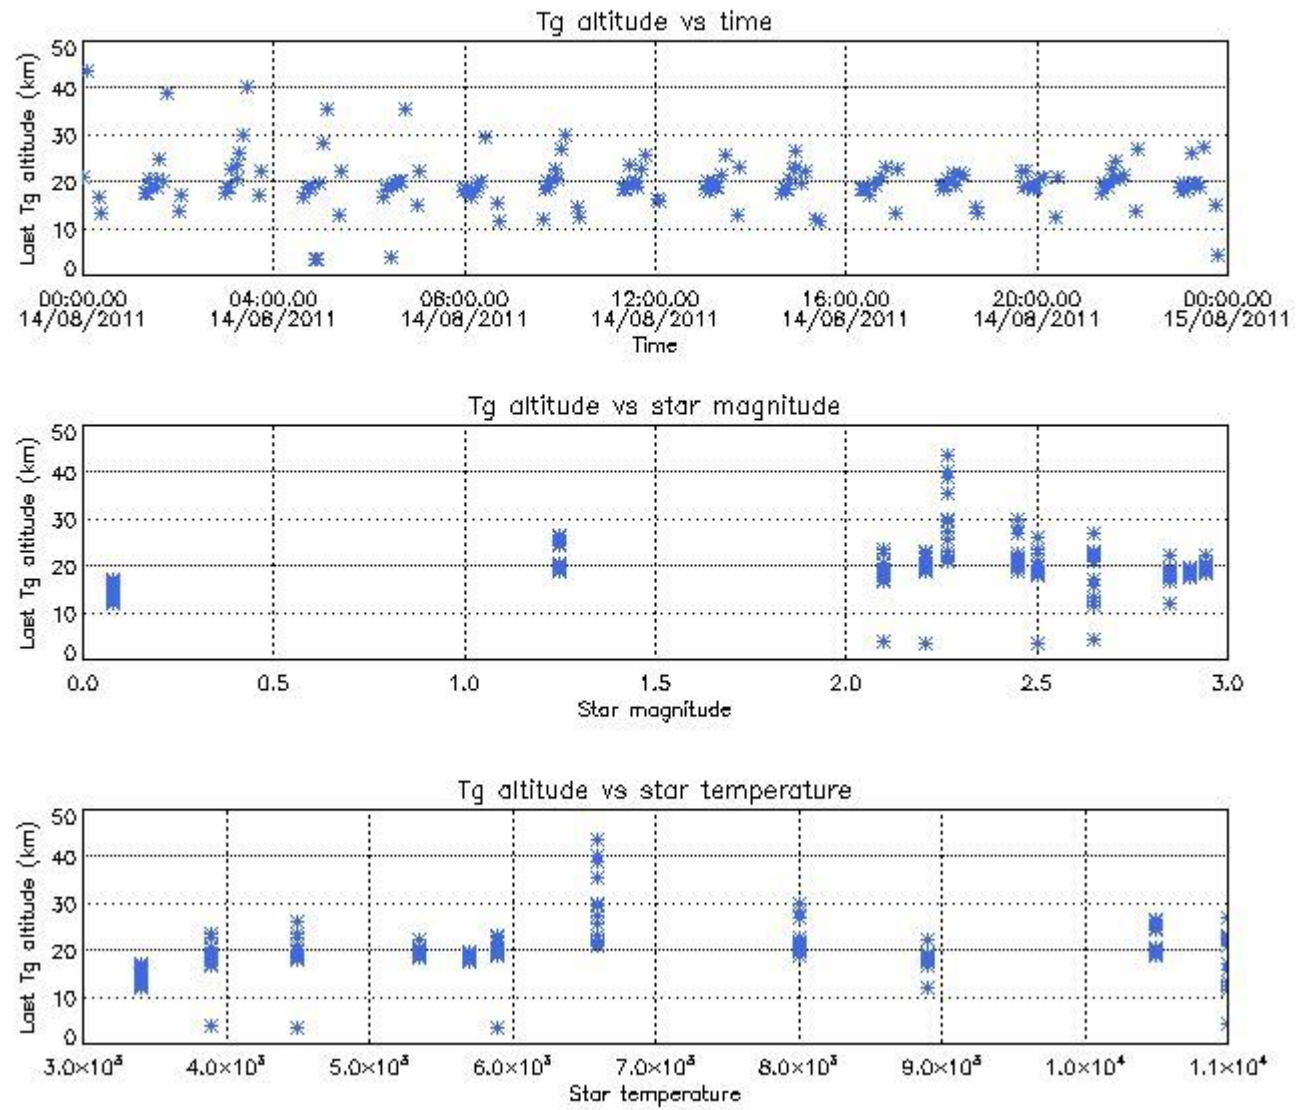 Tg altitude vs time
Last Tg altitude (km)
50
40
30
20
10
0
00:00.00 04:00.00 08:00.00 12:00.00 16:00.00 20:00.00 00:00.00
14/08/2011 14/08/2011 14/08/2011 14/08/2011 14/08/2011 14/08/2011 15/08/2011
Time
Tg altitude vs star magnitude
Last Tg altitude (km)
50
40
30
20
10
0
0.0 0.5 1.0 1.5 2.0 2.5 3.0
Star magnitude
Tg altitude vs star temperature
Last Tg altitude (km)
50
40
30
20
10
0
3.0×10³ 4.0×10³ 5.0×10³ 6.0×10³ 7.0×10³ 8.0×10³ 9.0×10³ 1.0×10⁴ 1.1×10⁴
Star temperature